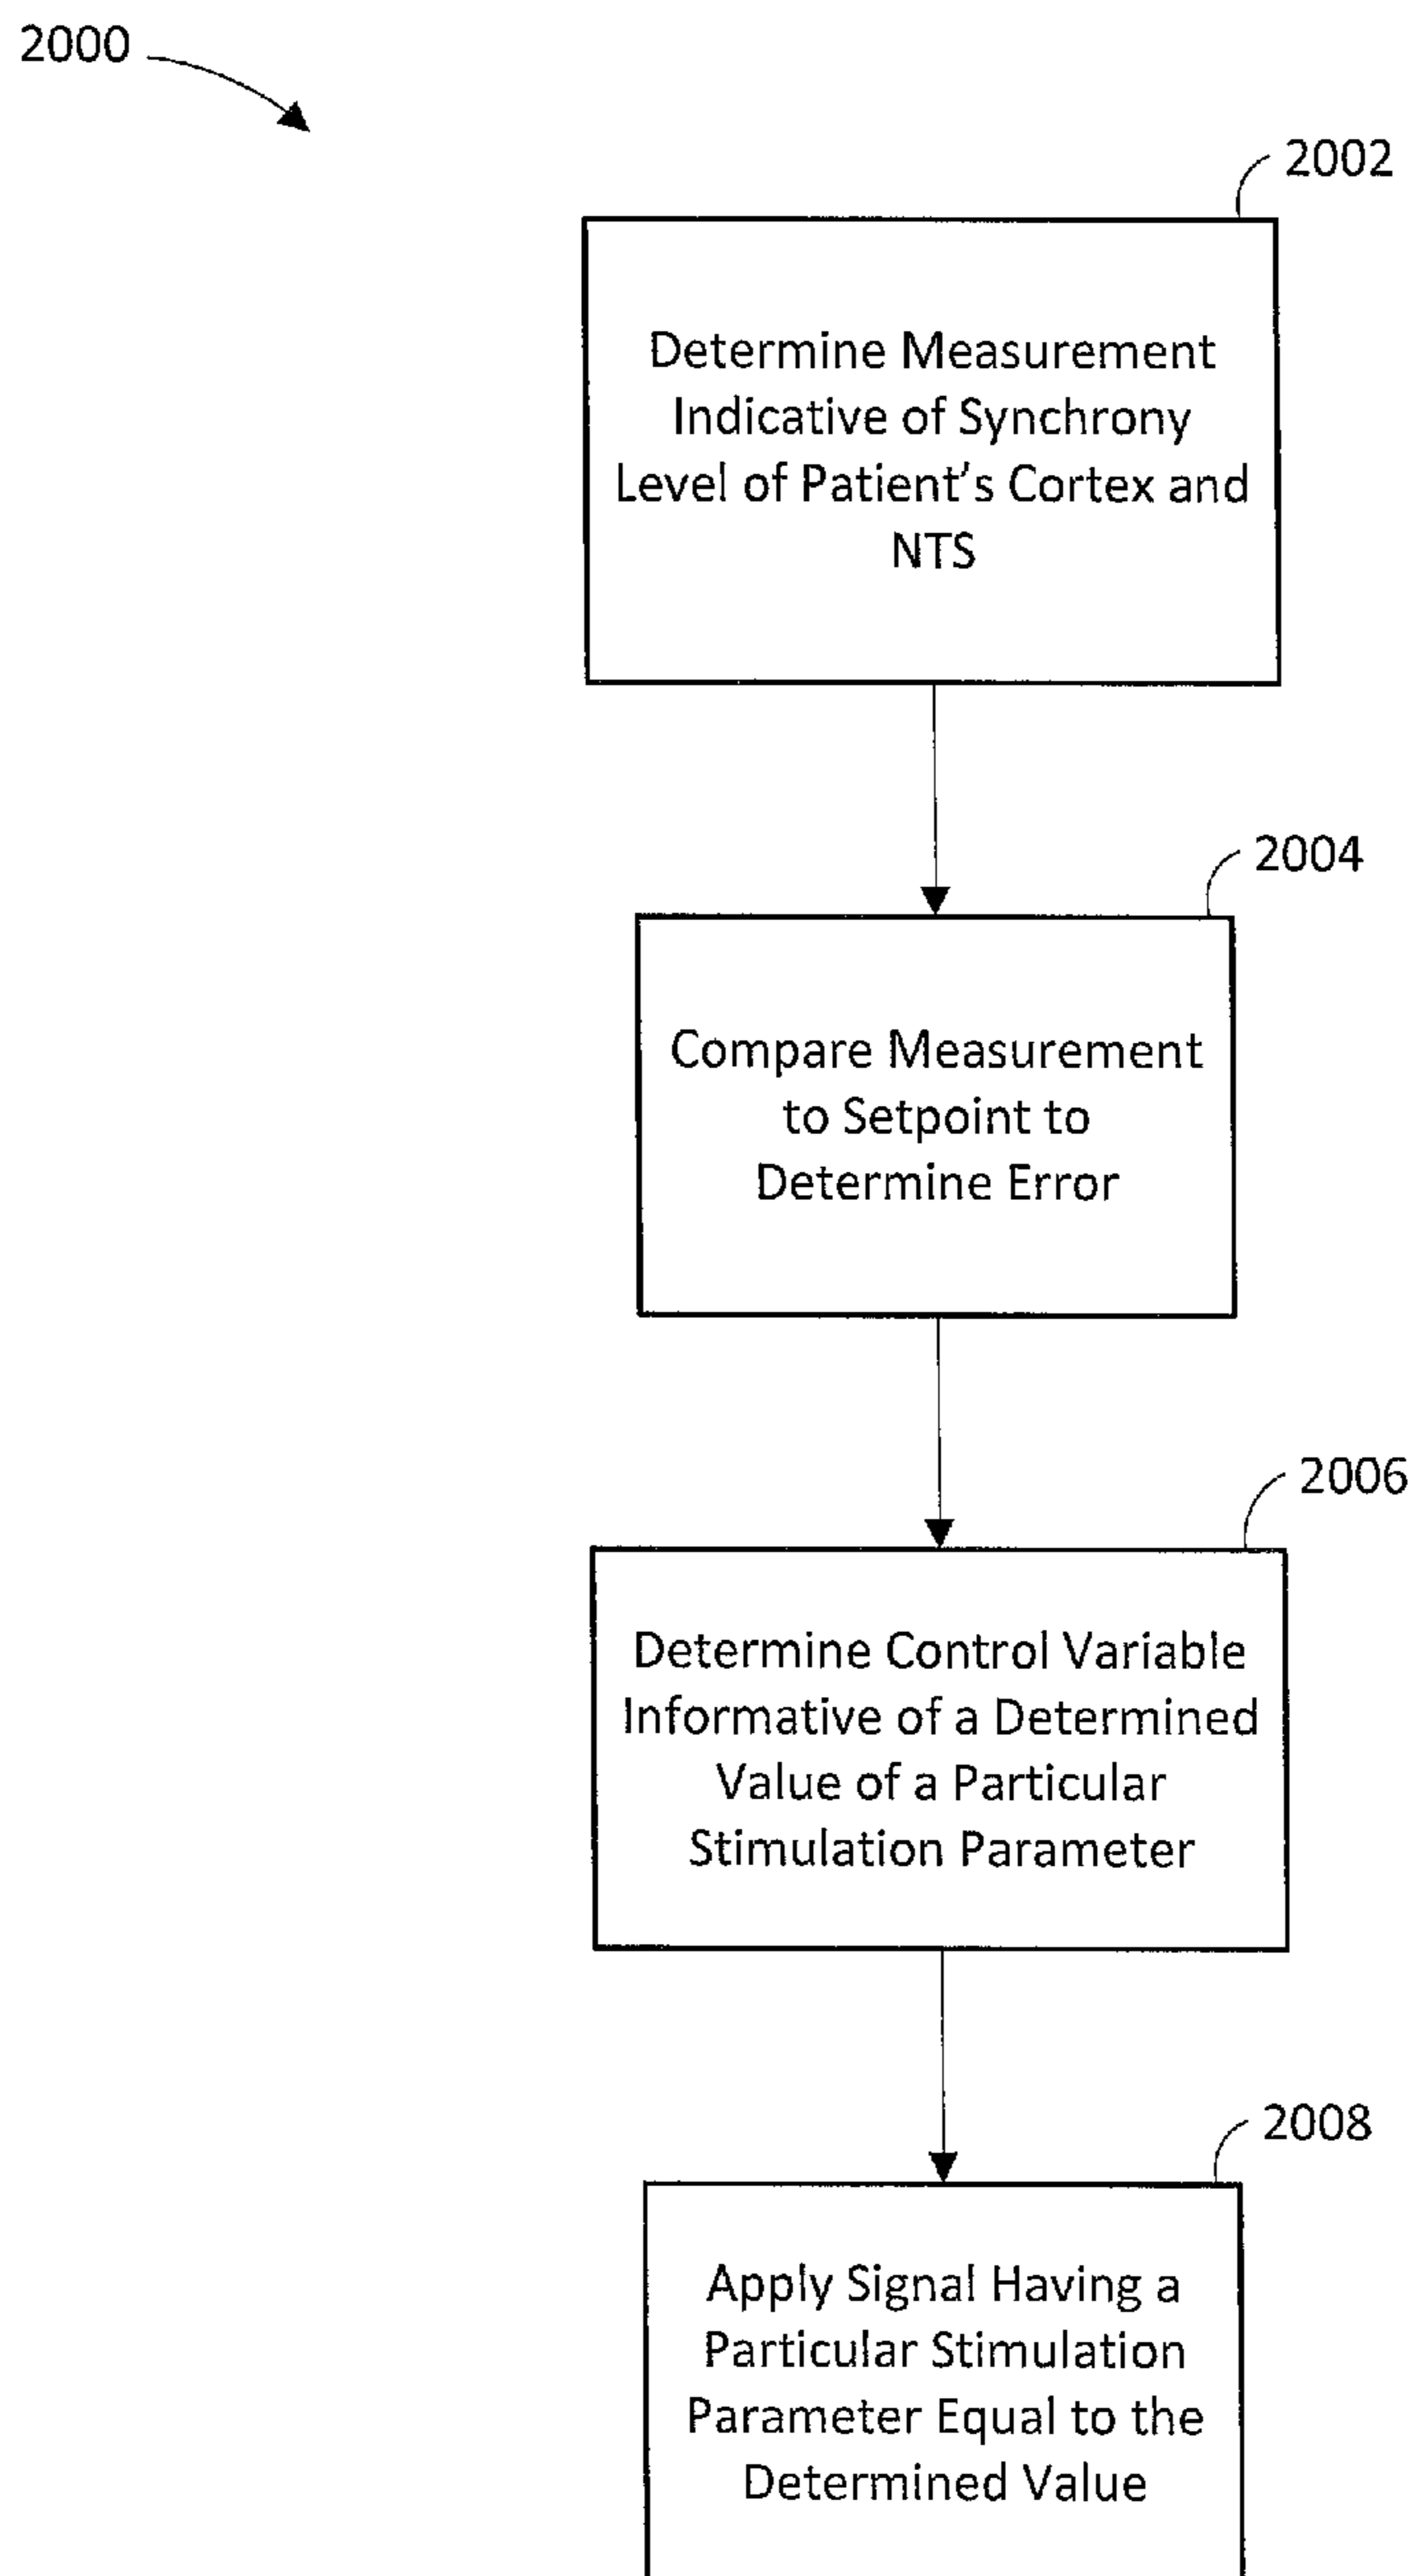 2000
2002
Determine Measurement
Indicative of Synchrony
Level of Patient's Cortex and
NTS
2004
Compare Measurement
to Setpoint to
Determine Error
2006
Determine Control Variable
Informative of a Determined
Value of a Particular
Stimulation Parameter
2008
Apply Signal Having a
Particular Stimulation
Parameter Equal to the
Determined Value